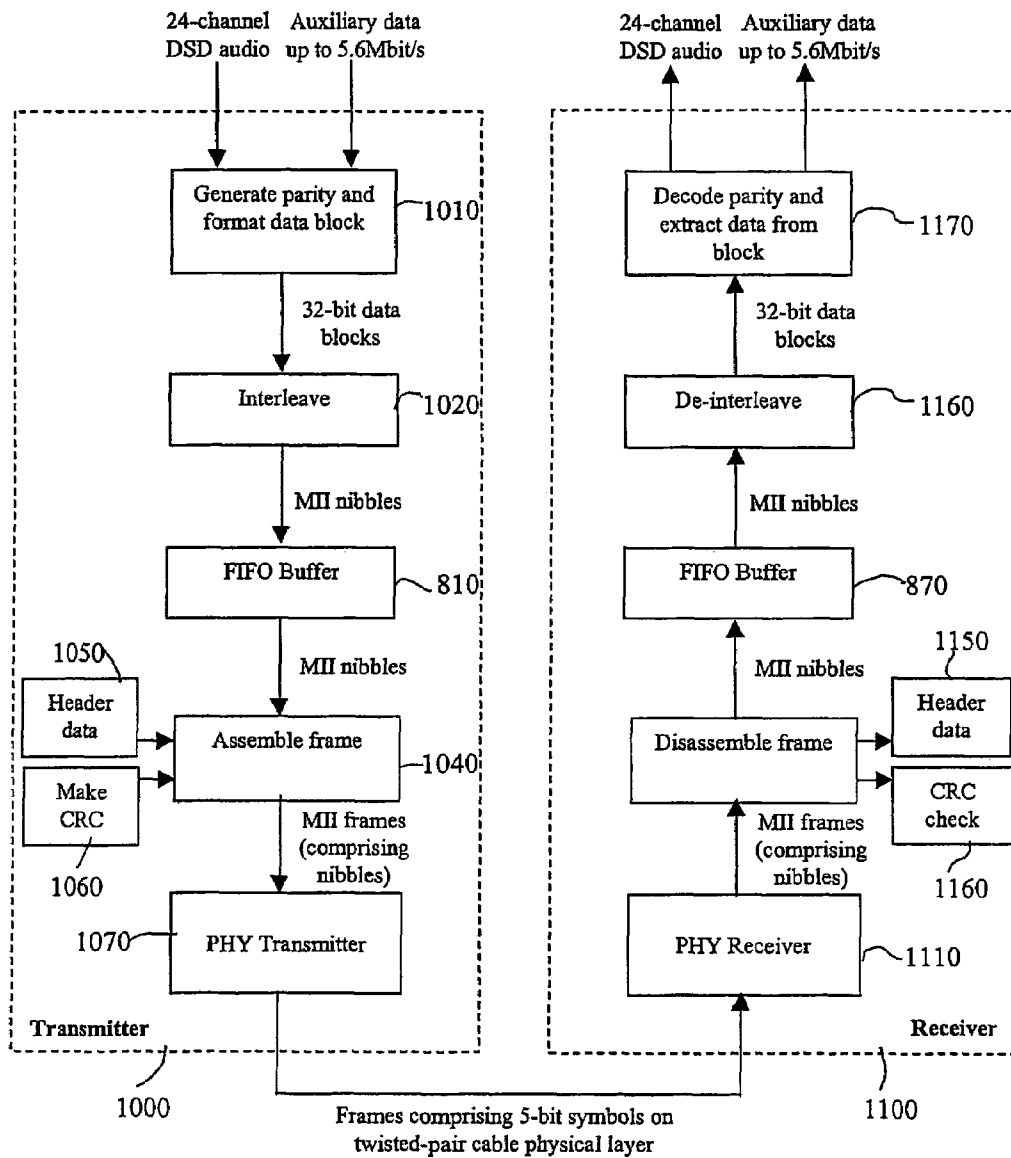 24-channel
DSD audio
Auxiliary data
up to 5.6Mbit/s
Generate parity and
format data block
1010
32-bit data
blocks
Interleave
1020
MII nibbles
FIFO Buffer
810
MII nibbles
1050
Header
data
Assemble frame
1040
Make
CRC
1060
MII frames
(comprising
nibbles)
1070
PHY Transmitter
Transmitter
1000
24-channel
DSD audio
Auxiliary data
up to 5.6Mbit/s
Decode parity and
extract data from
block
1170
32-bit data
blocks
De-interleave
1160
MII nibbles
FIFO Buffer
870
MII nibbles
1150
Header
data
Disassemble frame
CRC
check
1160
MII frames
(comprising
nibbles)
PHY Receiver
1110
Receiver
1100
Frames comprising 5-bit symbols on
twisted-pair cable physical layer